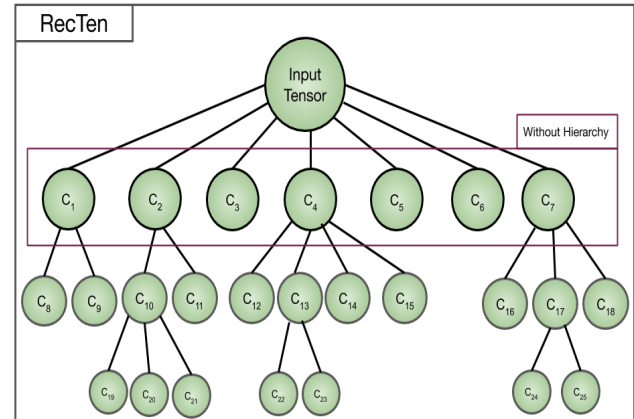 RecTen
Input
Tensor
Without Hierarchy
C₁ C₂ C₃ C₄ C₅ C₆ C₇
C₈ C₉ C₁₀ C₁₁ C₁₂ C₁₃ C₁₄ C₁₅ C₁₆ C₁₇ C₁₈
C₁₉ C₂₀ C₂₁ C₂₂ C₂₃ C₂₄ C₂₅